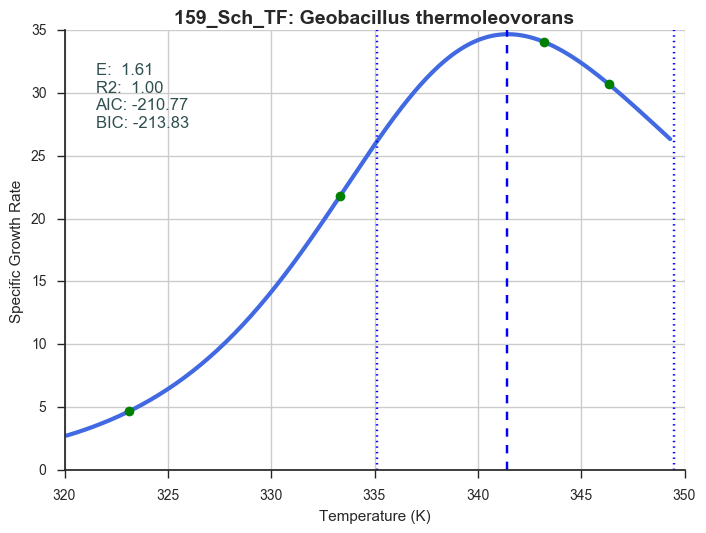 159_Sch_TF: Geobacillus thermoleovorans
E:  1.61
R2:  1.00
AIC: -210.77
BIC: -213.83
Specific Growth Rate
35
30
25
20
15
10
5
0
320 325 330 335 340 345 350
Temperature (K)